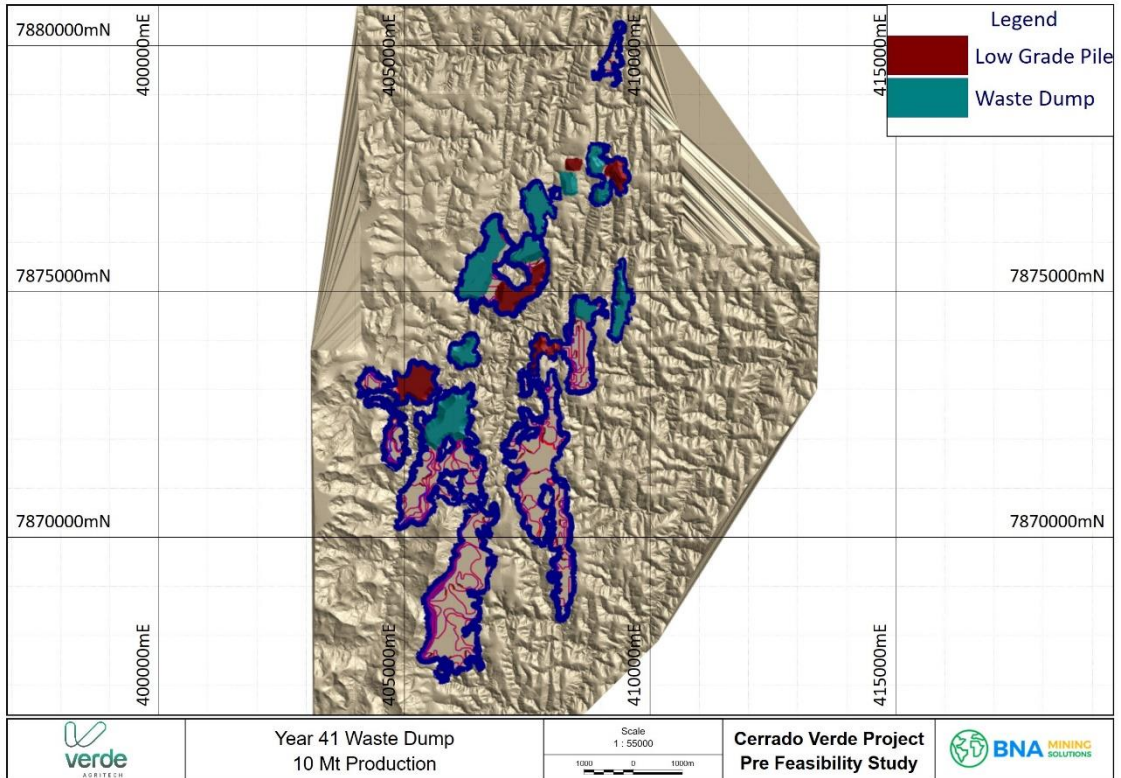 Legend
Low Grade Pile
Waste Dump
7880000mN
7880000mN
400000mE
405000mE
410000mE
415000mE
7875000mN
7875000mN
7870000mN
7870000mN
400000mE
405000mE
410000mE
415000mE
verde
AGRITECH
Year 41 Waste Dump
10 Mt Production
Scale
1 : 55000
1000 0 1000m
Cerrado Verde Project
Pre Feasibility Study
BNA MINING SOLUTIONS